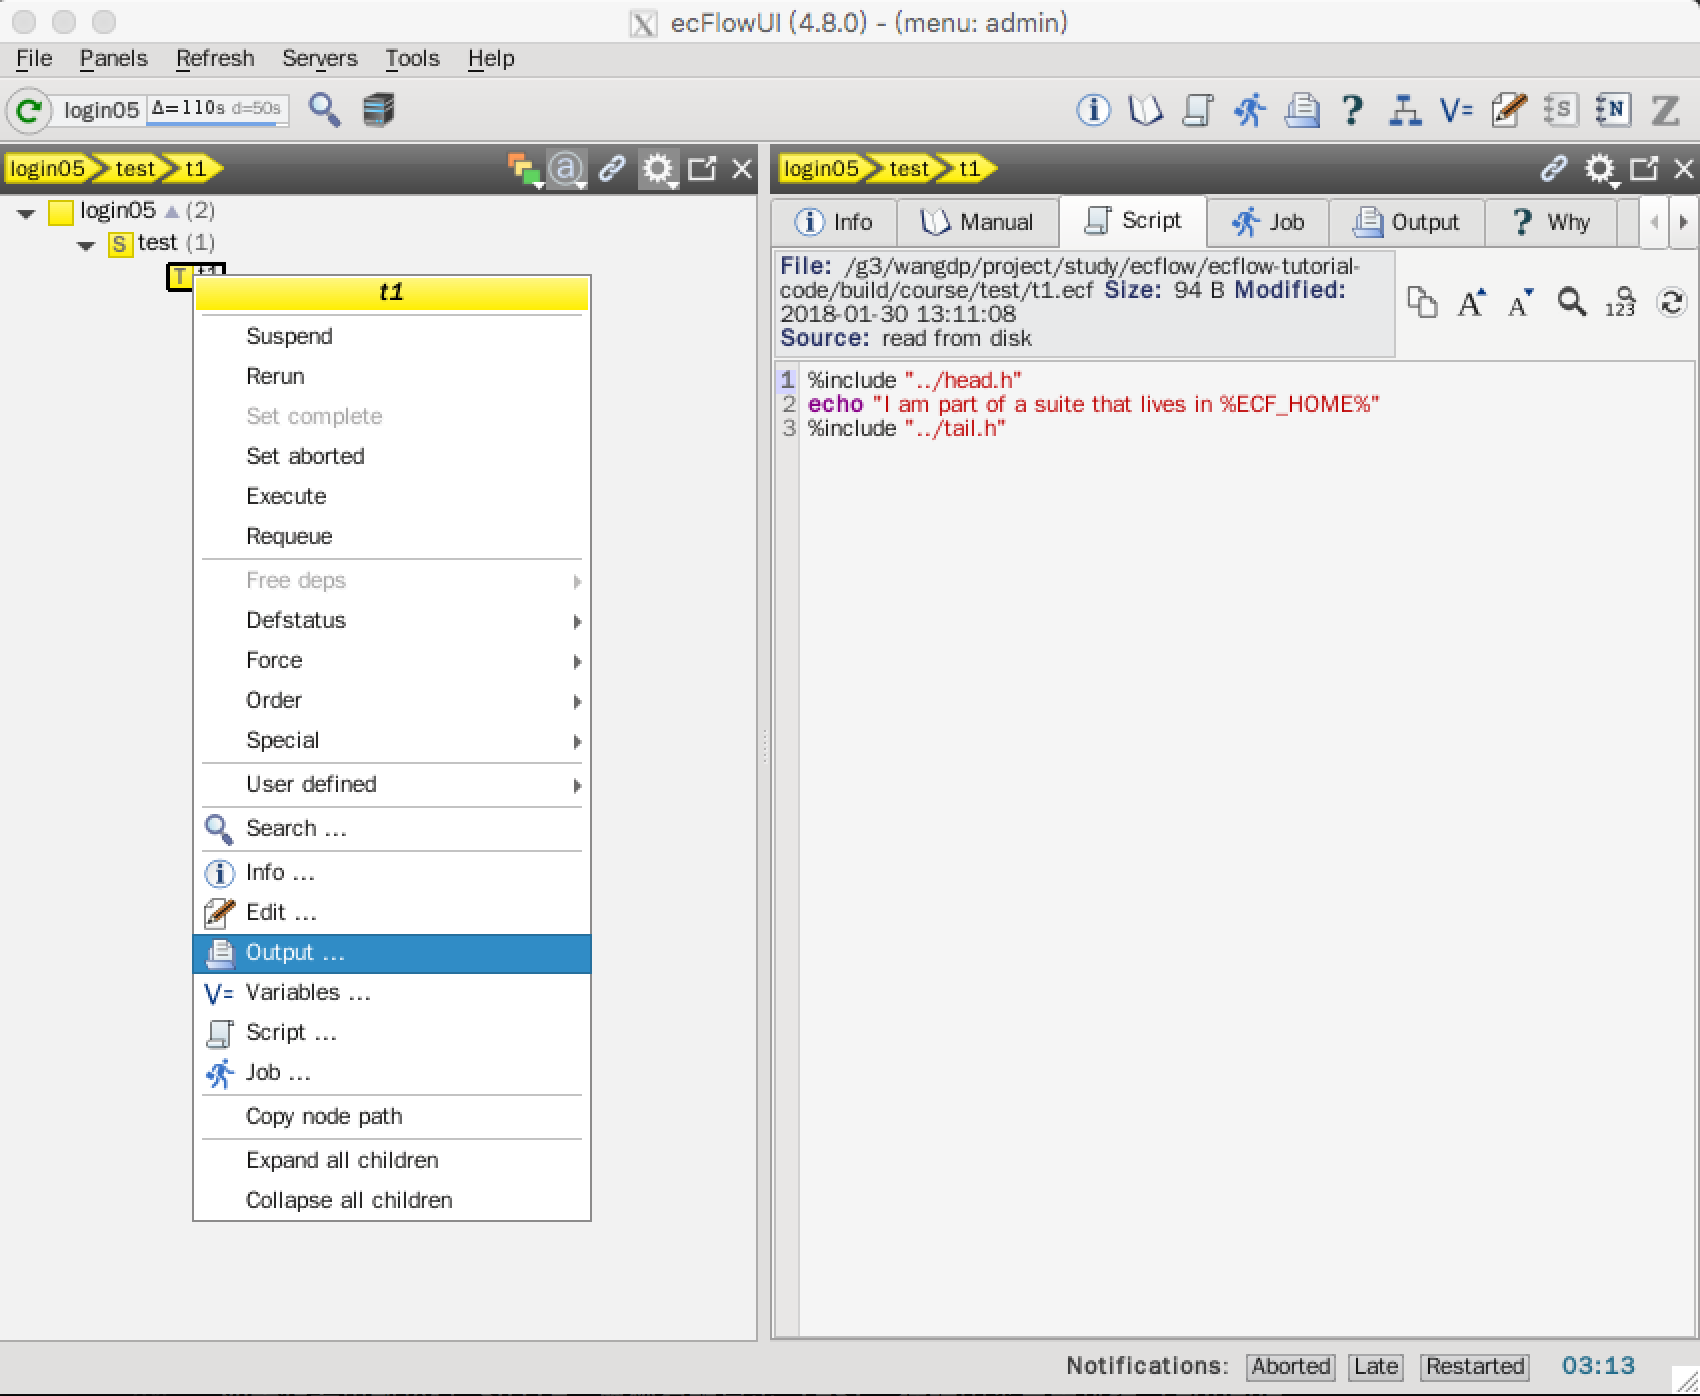 ecFlowUI (4.8.0) - (menu: admin)
File Panels Refresh Servers Tools Help
login05 Δ=110s d=50s
? V= S N Z
login05 test t1
login05 (2)
S test (1)
T t1
t1
Suspend
Rerun
Set complete
Set aborted
Execute
Requeue
Free deps
Defstatus
Force
Order
Special
User defined
Search ...
Info ...
Edit ...
Output ...
V= Variables ...
Script ...
Job ...
Copy node path
Expand all children
Collapse all children
login05 test t1
Info Manual Script Job Output ? Why
File: /g3/wangdp/project/study/ecflow/ecflow-tutorial-
code/build/course/test/t1.ecf Size: 94 B Modified:
2018-01-30 13:11:08
Source: read from disk
A A 123
1 %include "../head.h"
2 echo "I am part of a suite that lives in %ECF_HOME%"
3 %include "../tail.h"
Notifications: Aborted Late Restarted 03:13